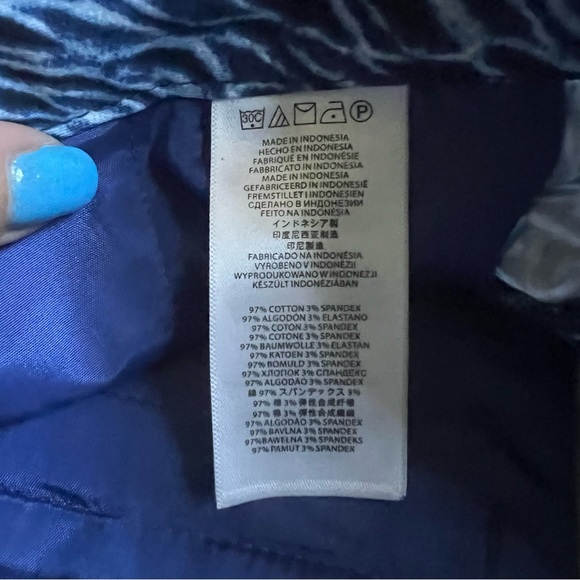 30C P
MADE IN INDONESIA
HECHO EN INDONESIA
FABRIQUÉ EN INDONÉSIE
FABRICATO IN INDONESIA
MADE IN INDONESIA
GEFABRICEERD IN INDONESIE
FREMSTILLET I INDONESIEN
СДЕЛАНО В ИНДОНЕЗИИ
FEITO NA INDONESIA
インドネシア製
印度尼西亚制造
印尼製造
FABRICADO NA INDONÉSIA
VYROBENO V INDONÉZII
WYPRODUKOWANO W INDONEZJI
KÉSZÜLT INDONÉZIÁBAN
97% COTTON 3% SPANDEX
97% ALGODÓN 3% ELASTANO
97% COTON 3% SPANDEX
97% COTONE 3% SPANDEX
97% BAUMWOLLE 3% ELASTAN
97% KATOEN 3% SPANDEX
97% BOMULD 3% SPANDEX
97% ХЛОПОК 3% СПАНДЕКС
97% ALGODÃO 3% SPANDEX
綿 97% スパンデックス 3%
97% 棉 3% 弹性合成纤维
97% 棉 3% 彈性合成纖維
97% ALGODÃO 3% SPANDEX
97% BAVLNA 3% SPANDEX
97%BAWEŁNA 3% SPANDEKS
97% PAMUT 3% SPANDEX